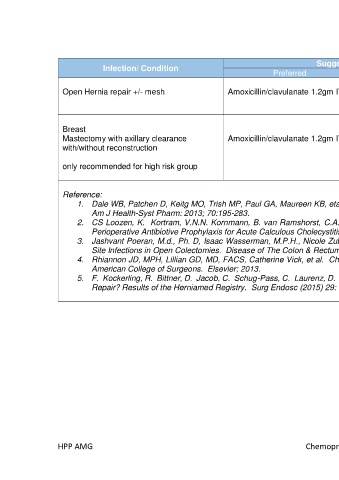 Infection/ Condition
Sugge
Preferred
Open Hernia repair +/- mesh
Amoxicillin/clavulanate 1.2gm I
Breast
Mastectomy with axillary clearance
with/without reconstruction
Amoxicillin/clavulanate 1.2gm I
only recommended for high risk group
Reference:
1. Dale WB, Patchen D, Keitg MO, Trish MP, Paul GA, Maureen KB, eta
Am J Health-Syst Pharm: 2013; 70:195-283.
2. CS Loozen, K. Kortram, V.N.N. Kornmann, B. van Ramshorst, C.A.
Perioperative Antibiotive Prophylaxis for Acute Calculous Cholecystitis
3. Jashvant Poeran, M.d., Ph. D, Isaac Wasserman, M.P.H., Nicole Zub
Site Infections in Open Colectomies. Disease of The Colon & Rectum
4. Rhiannon JD, MPH, Lillian GD, MD, FACS, Catherine Vick, et al. Ch
American College of Surgeons. Elsevier; 2013.
5. F. Kockerling, R. Bittner, D. Jacob, C. Schug-Pass, C. Laurenz, D.
Repair? Results of the Herniamed Registry. Surg Endosc (2015) 29:
HPP AMG
Chemopr